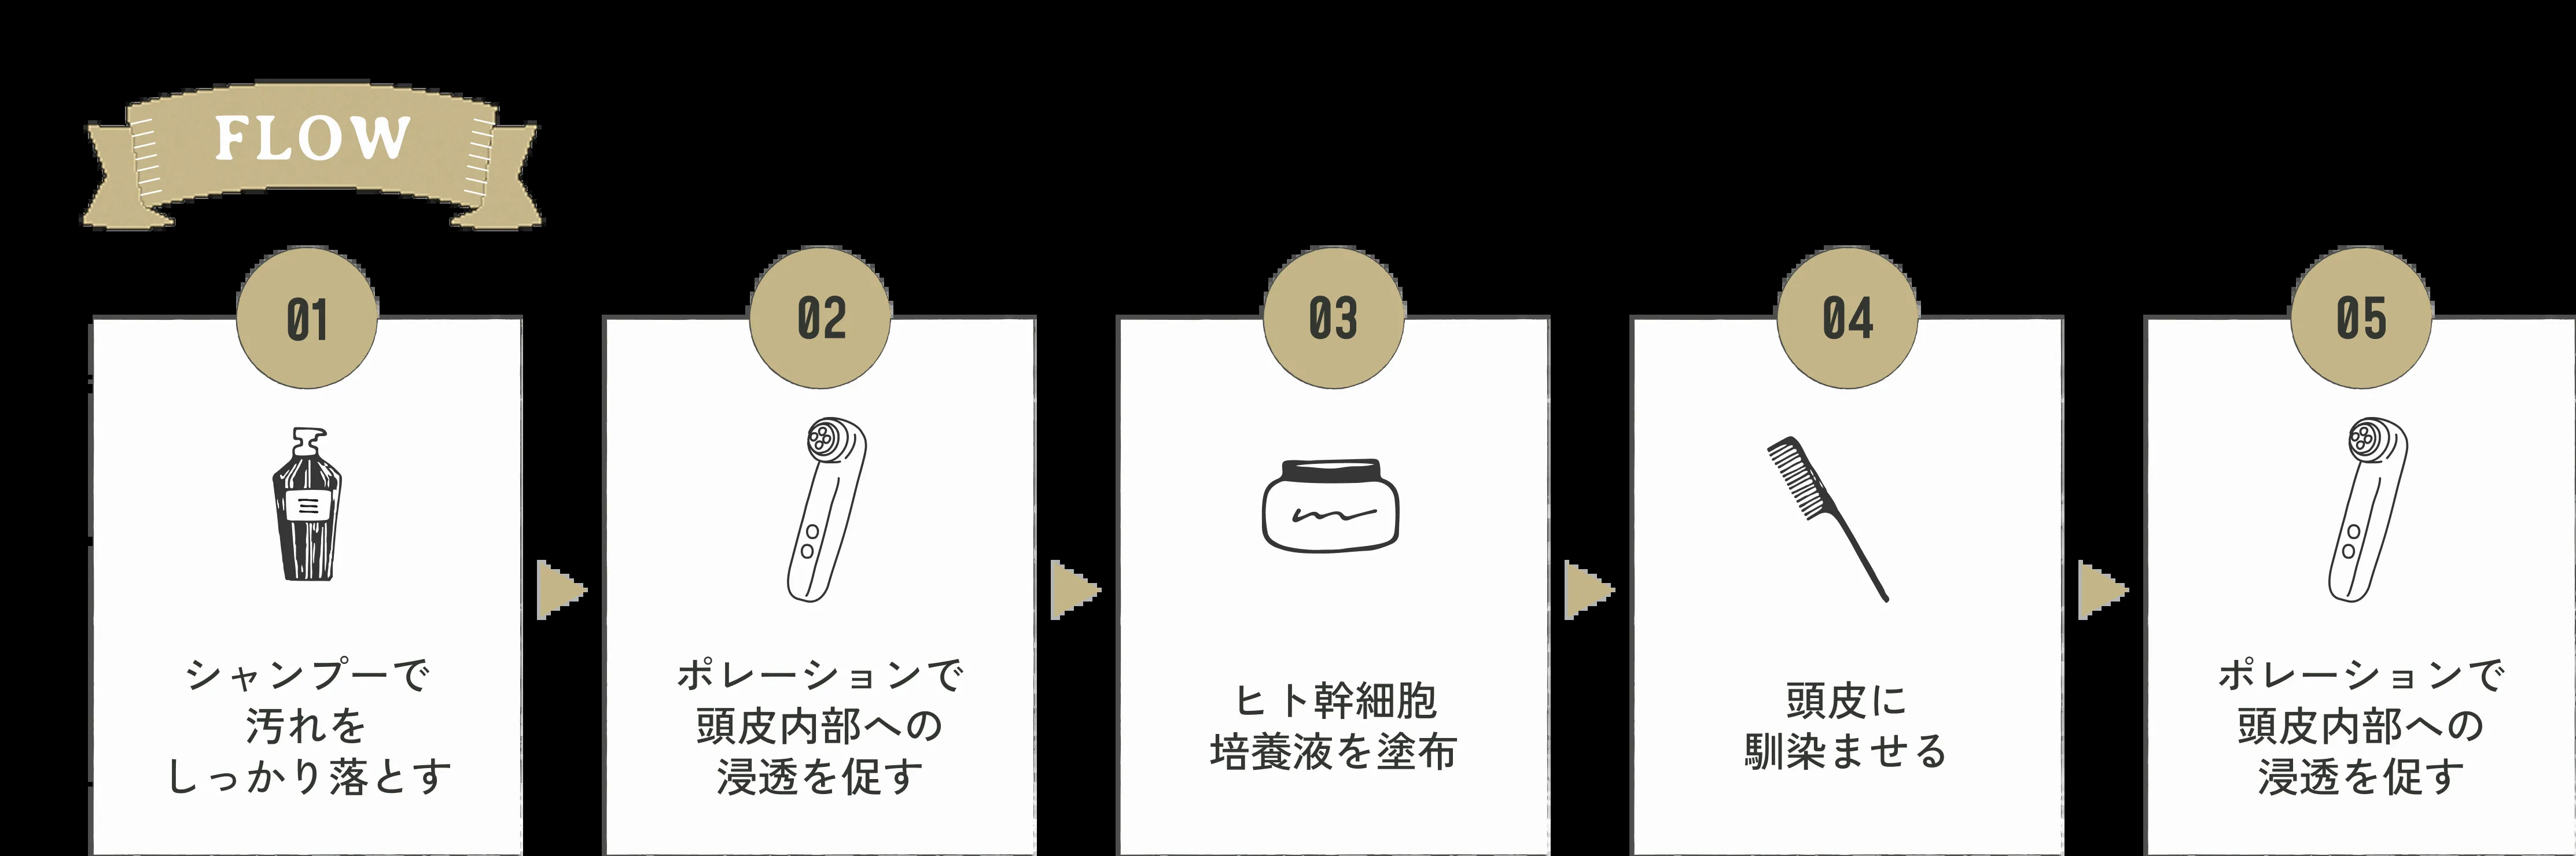 FLOW
01
シャンプーで
汚れを
しっかり落とす
02
ポレーションで
頭皮内部への
浸透を促す
03
ヒト幹細胞
培養液を塗布
04
頭皮に
馴染ませる
05
ポレーションで
頭皮内部への
浸透を促す